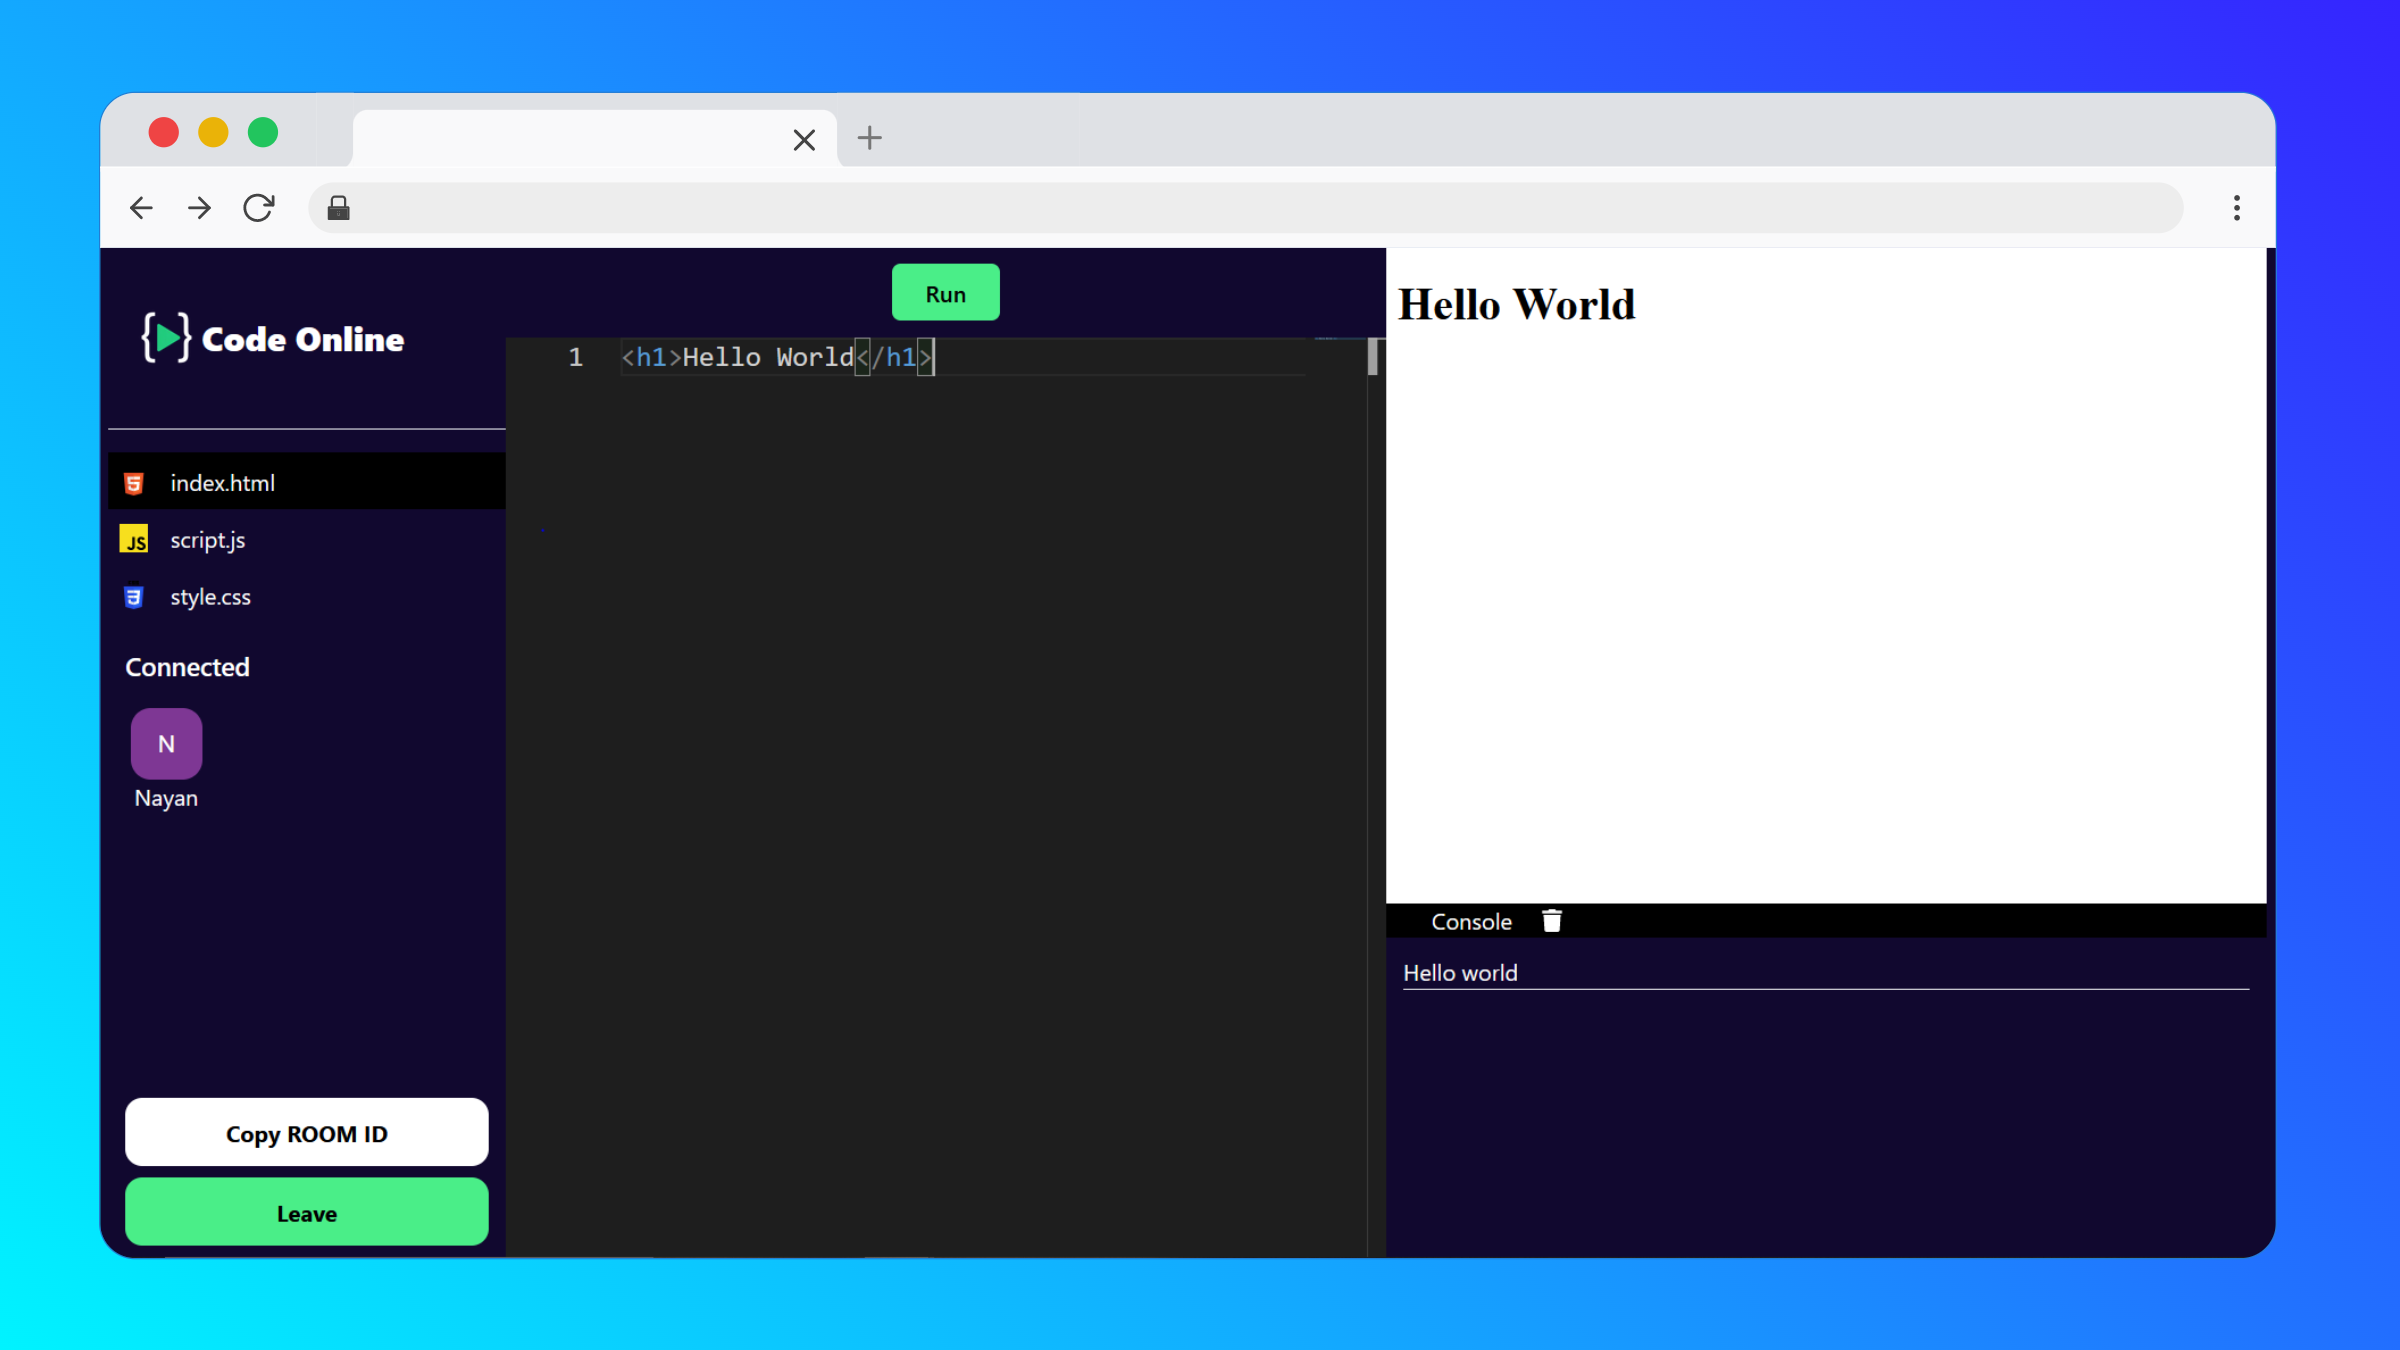 Code Online
index.html
JS script.js
style.css
Connected
N
Nayan
Copy ROOM ID
Leave
Run
1 <h1>Hello World</h1>
Hello World
Console
Hello world